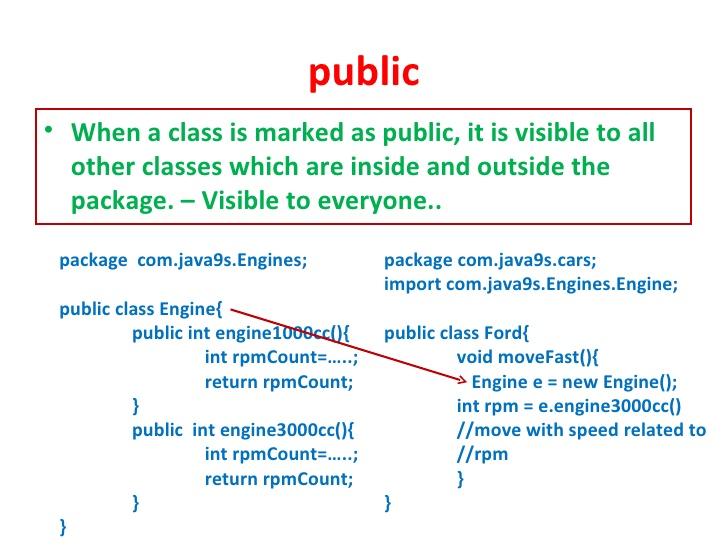 public
• When a class is marked as public, it is visible to all
other classes which are inside and outside the
package. – Visible to everyone..
package  com.java9s.Engines;
public class Engine{
public int engine1000cc(){
int rpmCount=…..;
return rpmCount;
}
public  int engine3000cc(){
int rpmCount=…..;
return rpmCount;
}
}
package com.java9s.cars;
import com.java9s.Engines.Engine;
public class Ford{
void moveFast(){
Engine e = new Engine();
int rpm = e.engine3000cc()
//move with speed related to
//rpm
}
}